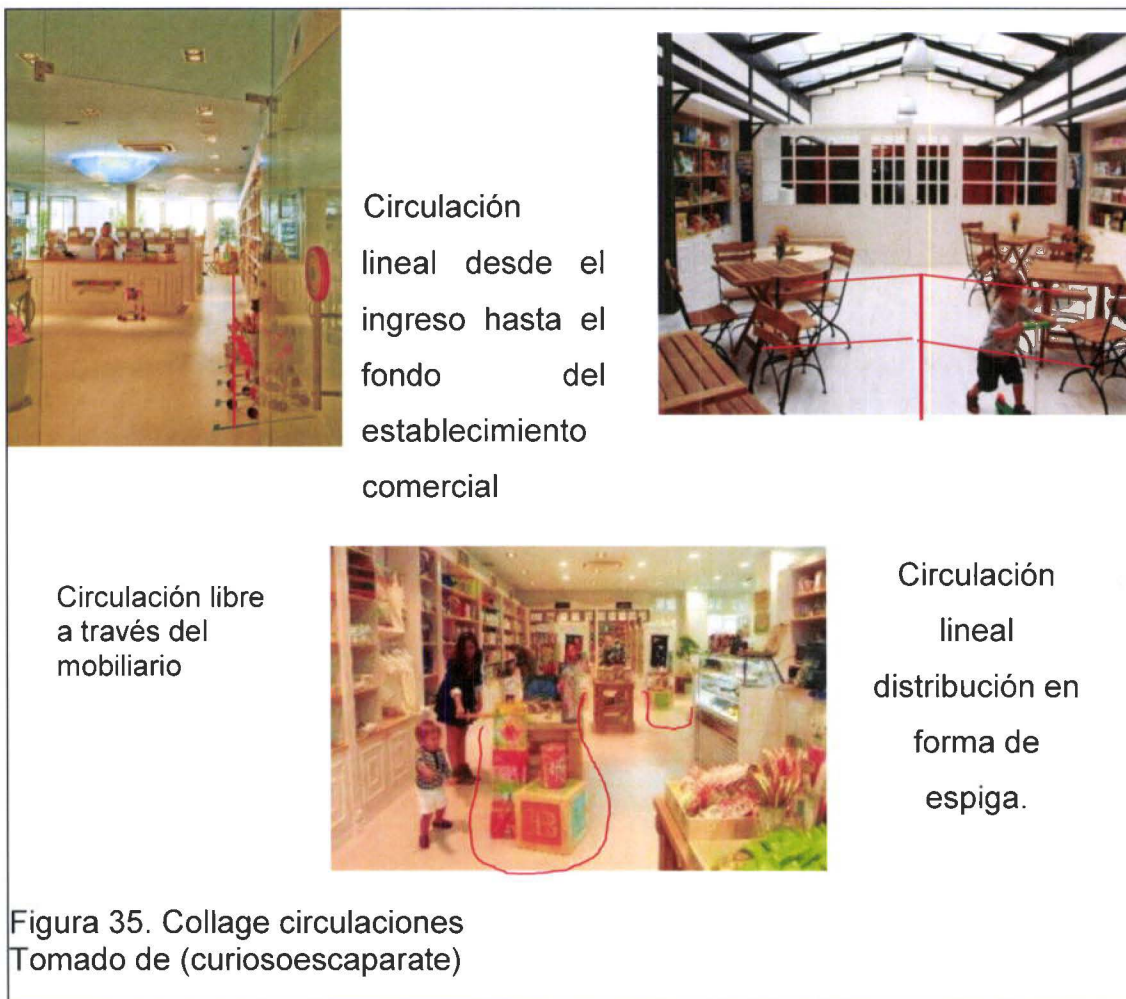 Circulación
lineal desde el
ingreso hasta el
fondo del
establecimiento
comercial
Circulación libre
a través del
mobiliario
Circulación
lineal
distribución en
forma de
espiga.
Figura 35. Collage circulaciones
Tomado de (curiosoescaparate)